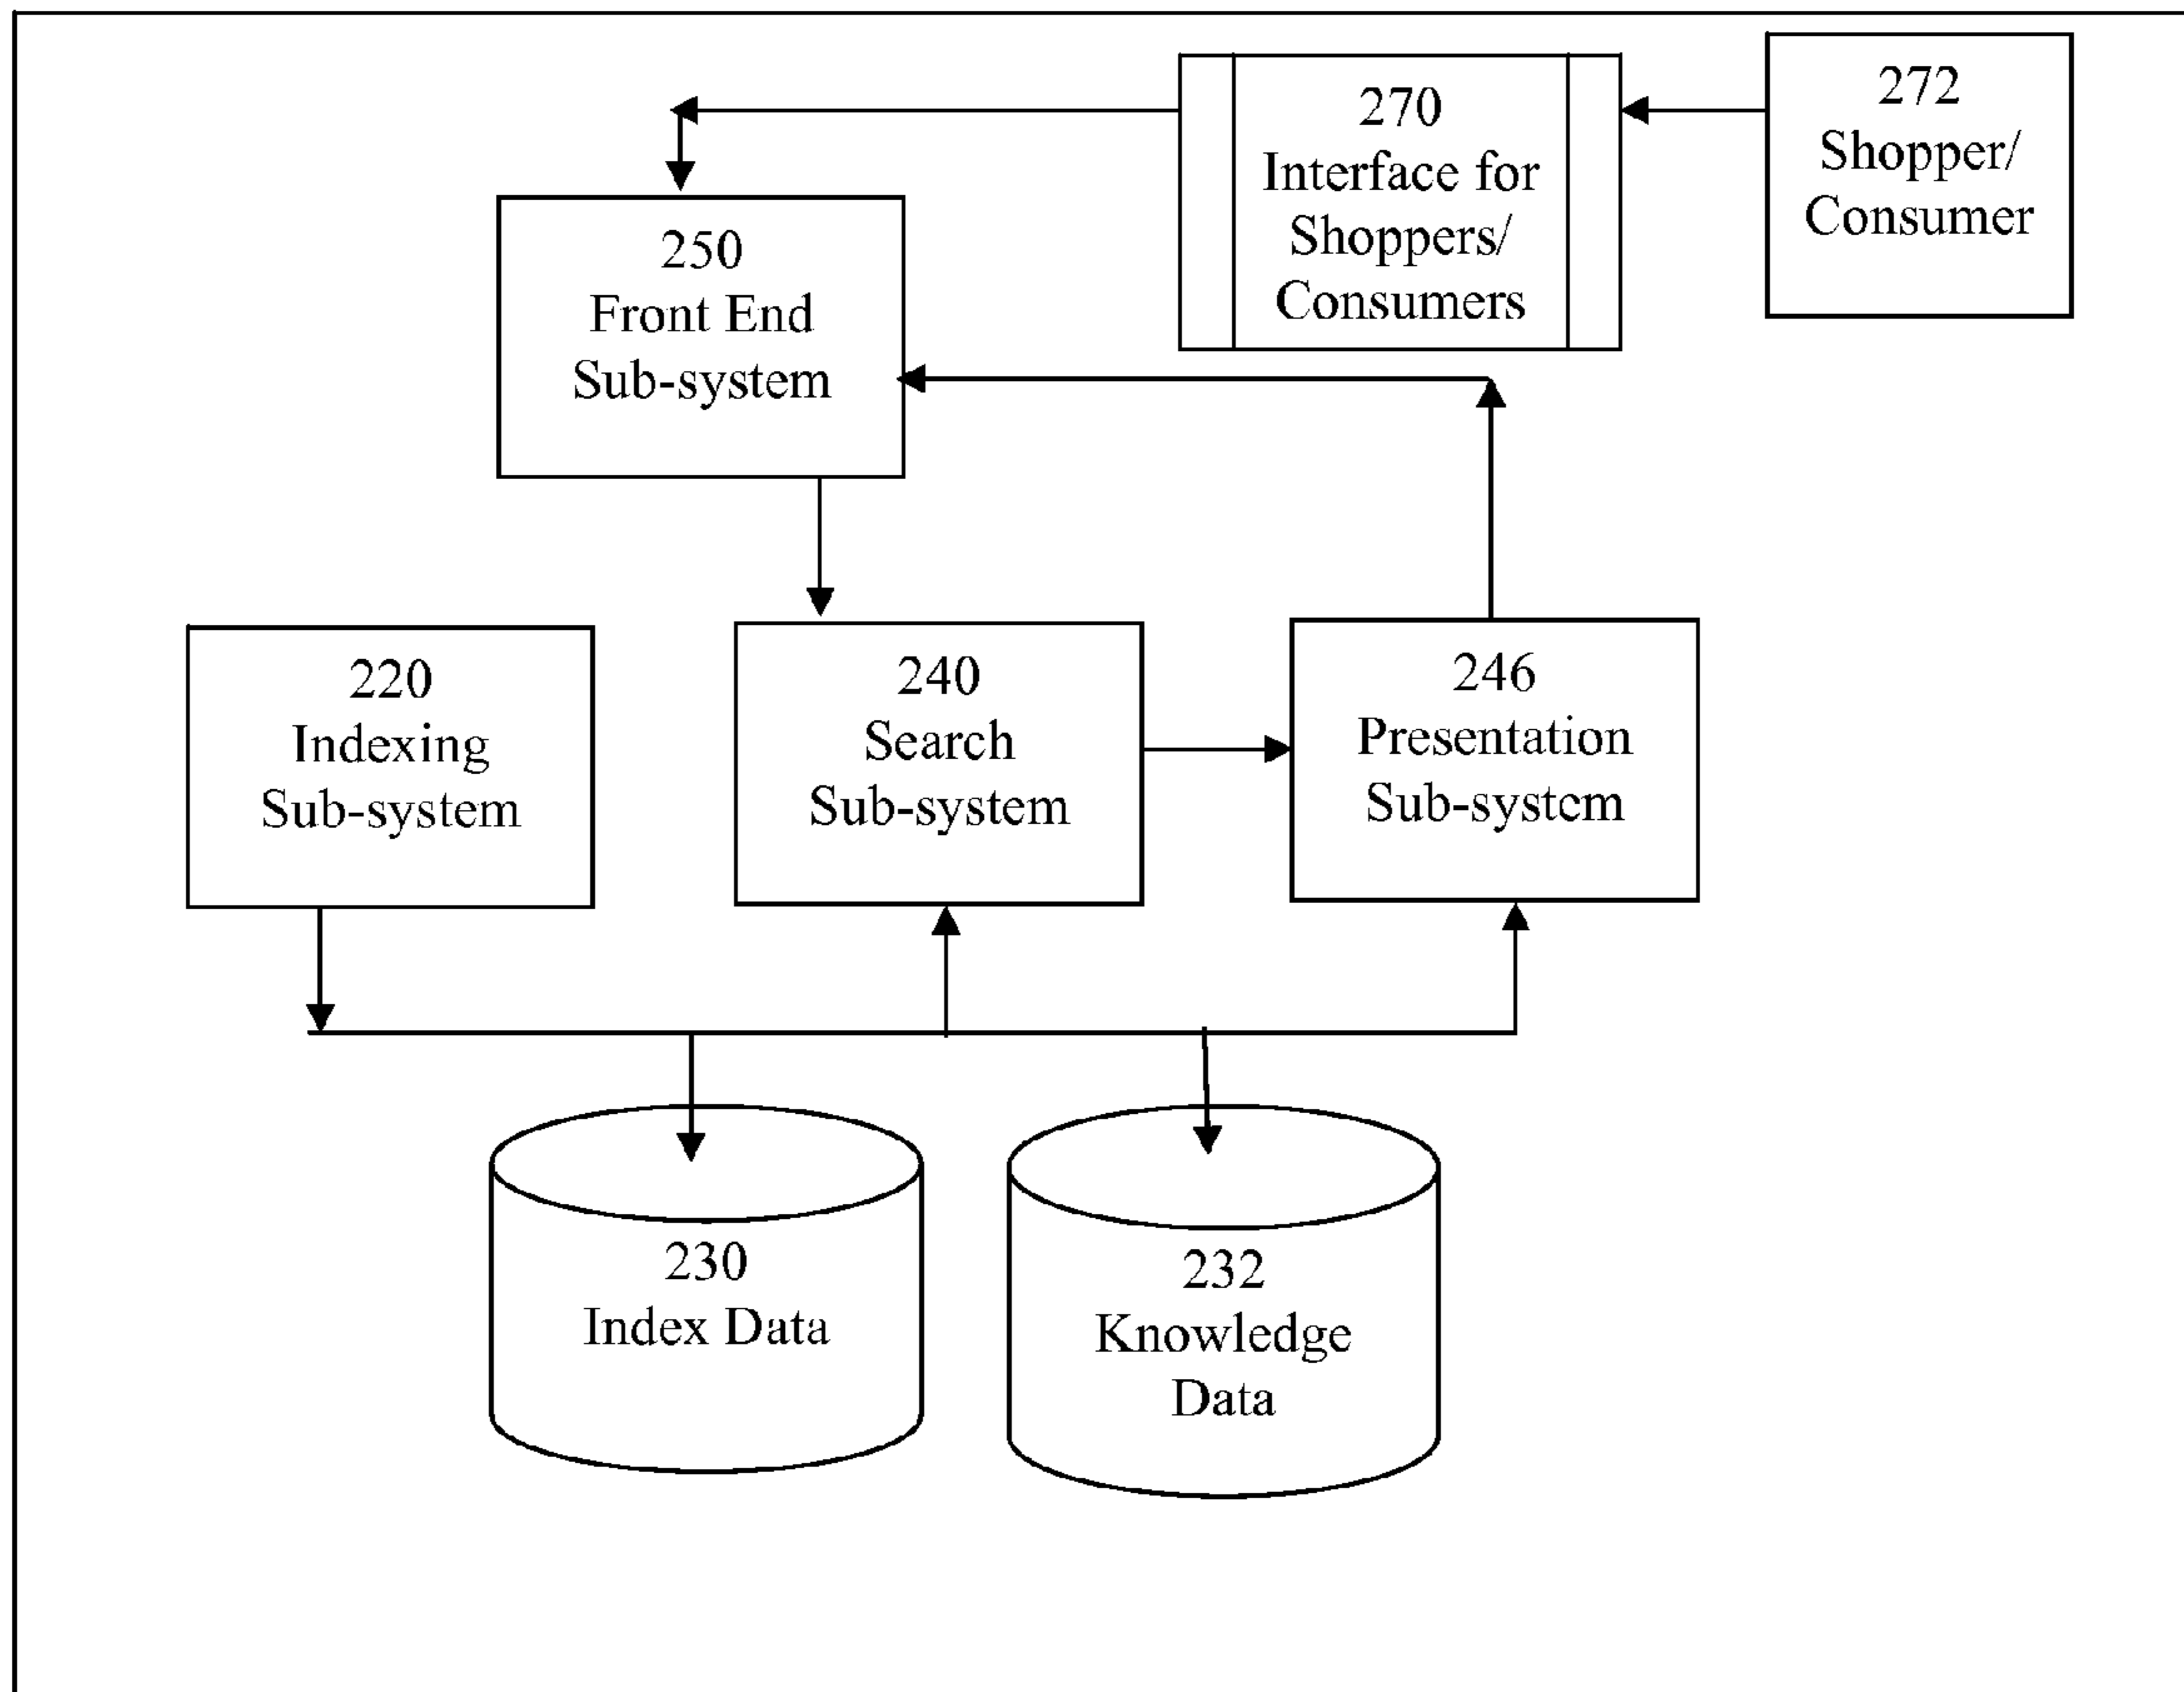 270
Interface for
Shoppers/
Consumers
272
Shopper/
Consumer
250
Front End
Sub-system
220
Indexing
Sub-system
240
Search
Sub-system
246
Presentation
Sub-system
230
Index Data
232
Knowledge
Data